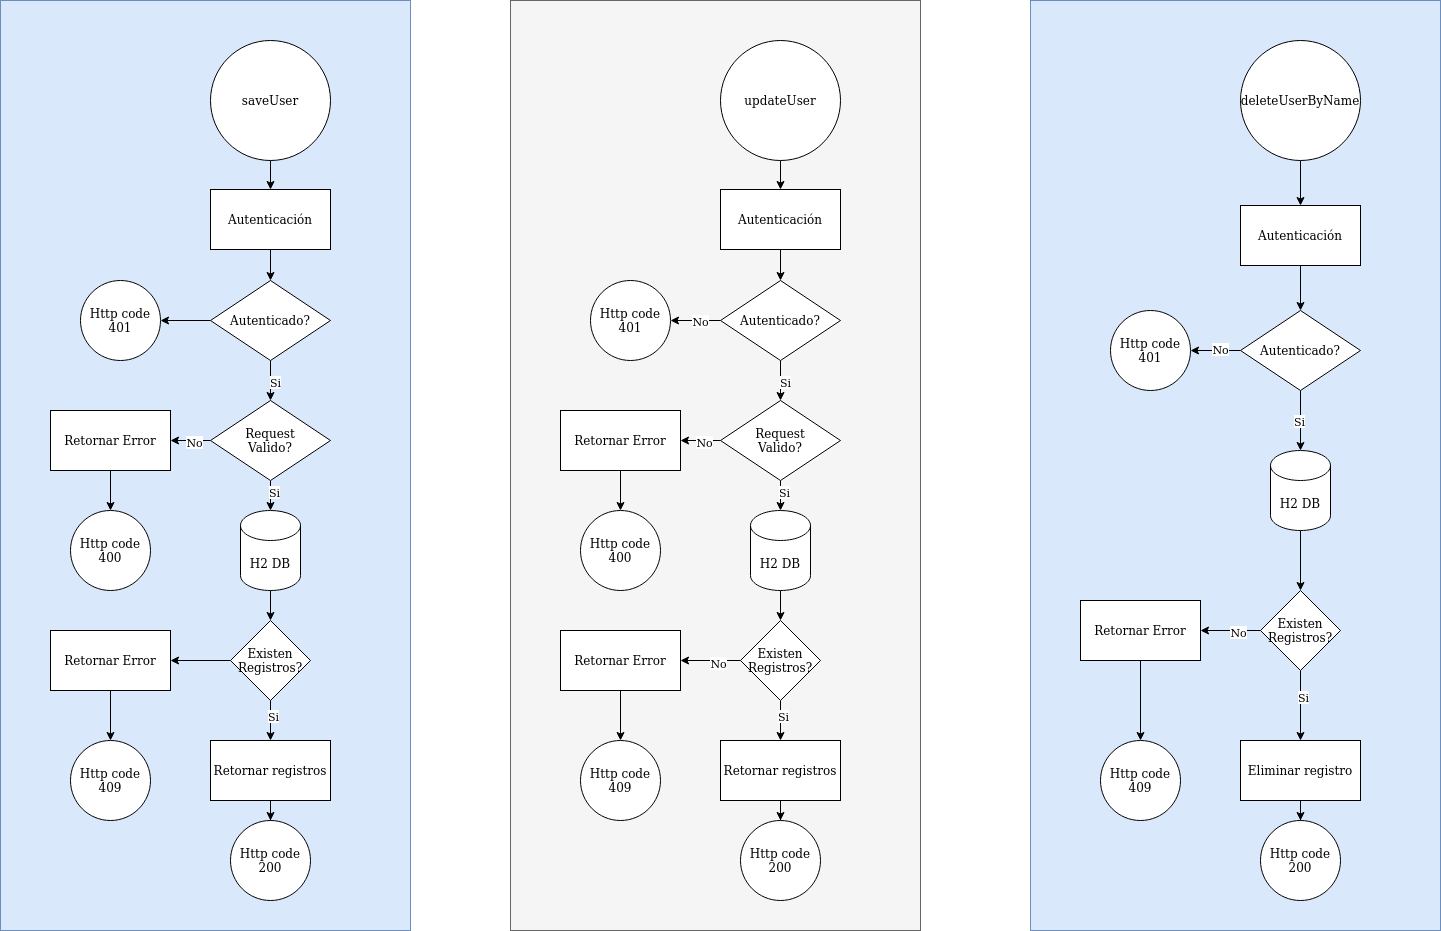 saveUser
Autenticación
Autenticado?
Http code
401
Si
Request
Valido?
No
Retornar Error
Http code
400
Si
H2 DB
Existen
Registros?
Retornar Error
Http code
409
Si
Retornar registros
Http code
200
updateUser
Autenticación
Autenticado?
No
Http code
401
Si
Request
Valido?
No
Retornar Error
Http code
400
Si
H2 DB
Existen
Registros?
No
Retornar Error
Http code
409
Si
Retornar registros
Http code
200
deleteUserByName
Autenticación
Autenticado?
No
Http code
401
Si
H2 DB
Existen
Registros?
No
Retornar Error
Http code
409
Si
Eliminar registro
Http code
200